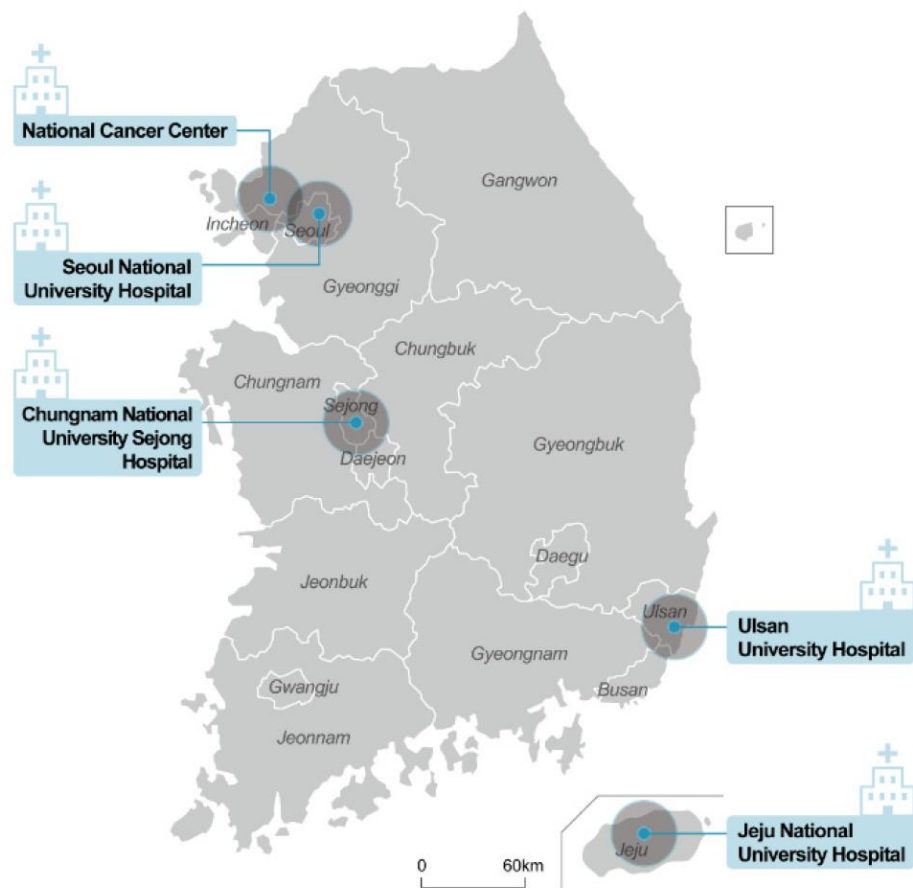 National Cancer Center
Gangwon
Incheon
Seoul
Seoul National
University Hospital
Gyeonggi
Chungbuk
Chungnam
Sejong
Chungnam National
University Sejong
Hospital
Gyeongbuk
Daejeon
Daegu
Jeonbuk
Ulsan
Ulsan
University Hospital
Gyeongnam
Gwangju
Busan
Jeonnam
Jeju National
University Hospital
Jeju
0 60km